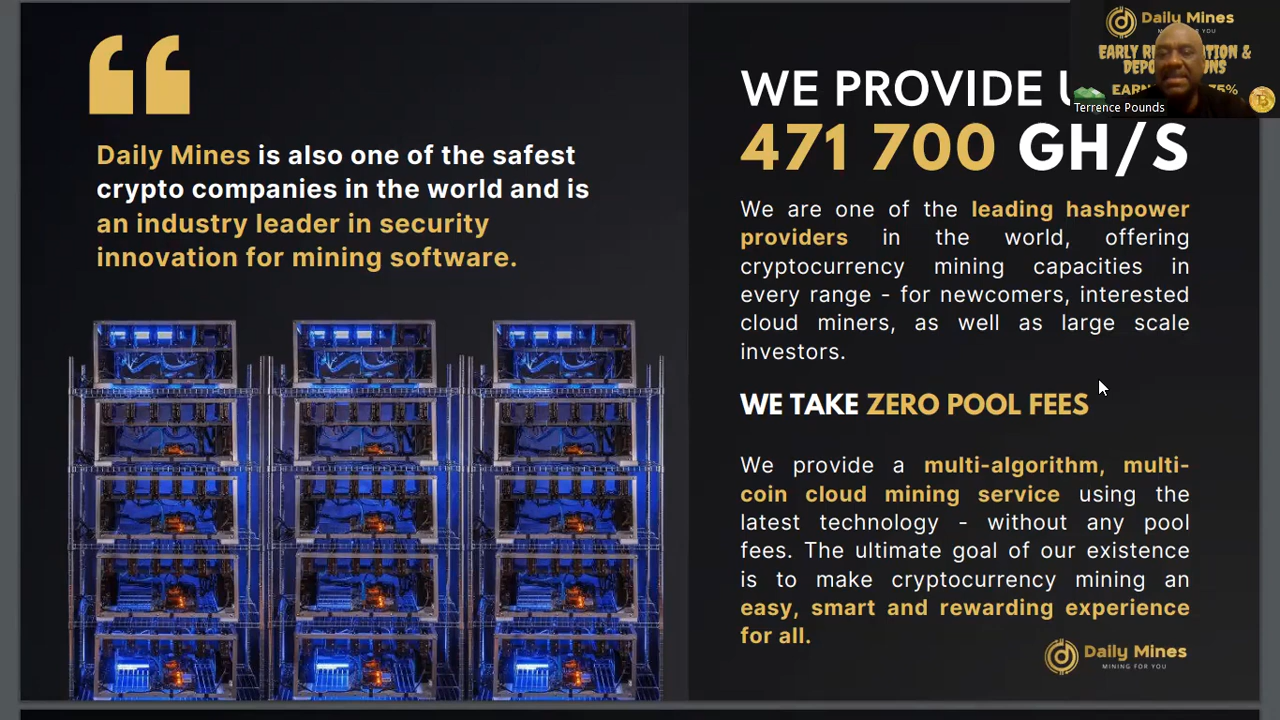 Daily Mines is also one of the safest
crypto companies in the world and is
an industry leader in security
innovation for mining software.
Daily Mines
EARLY
EARN
75%
Terrence Pounds
WE PROVIDE
471 700 GH/S
We are one of the leading hashpower
providers in the world, offering
cryptocurrency mining capacities in
every range - for newcomers, interested
cloud miners, as well as large scale
investors.
WE TAKE ZERO POOL FEES
We provide a multi-algorithm, multi-
coin cloud mining service using the
latest technology - without any pool
fees. The ultimate goal of our existence
is to make cryptocurrency mining an
easy, smart and rewarding experience
for all.
Daily Mines
MINING FOR YOU